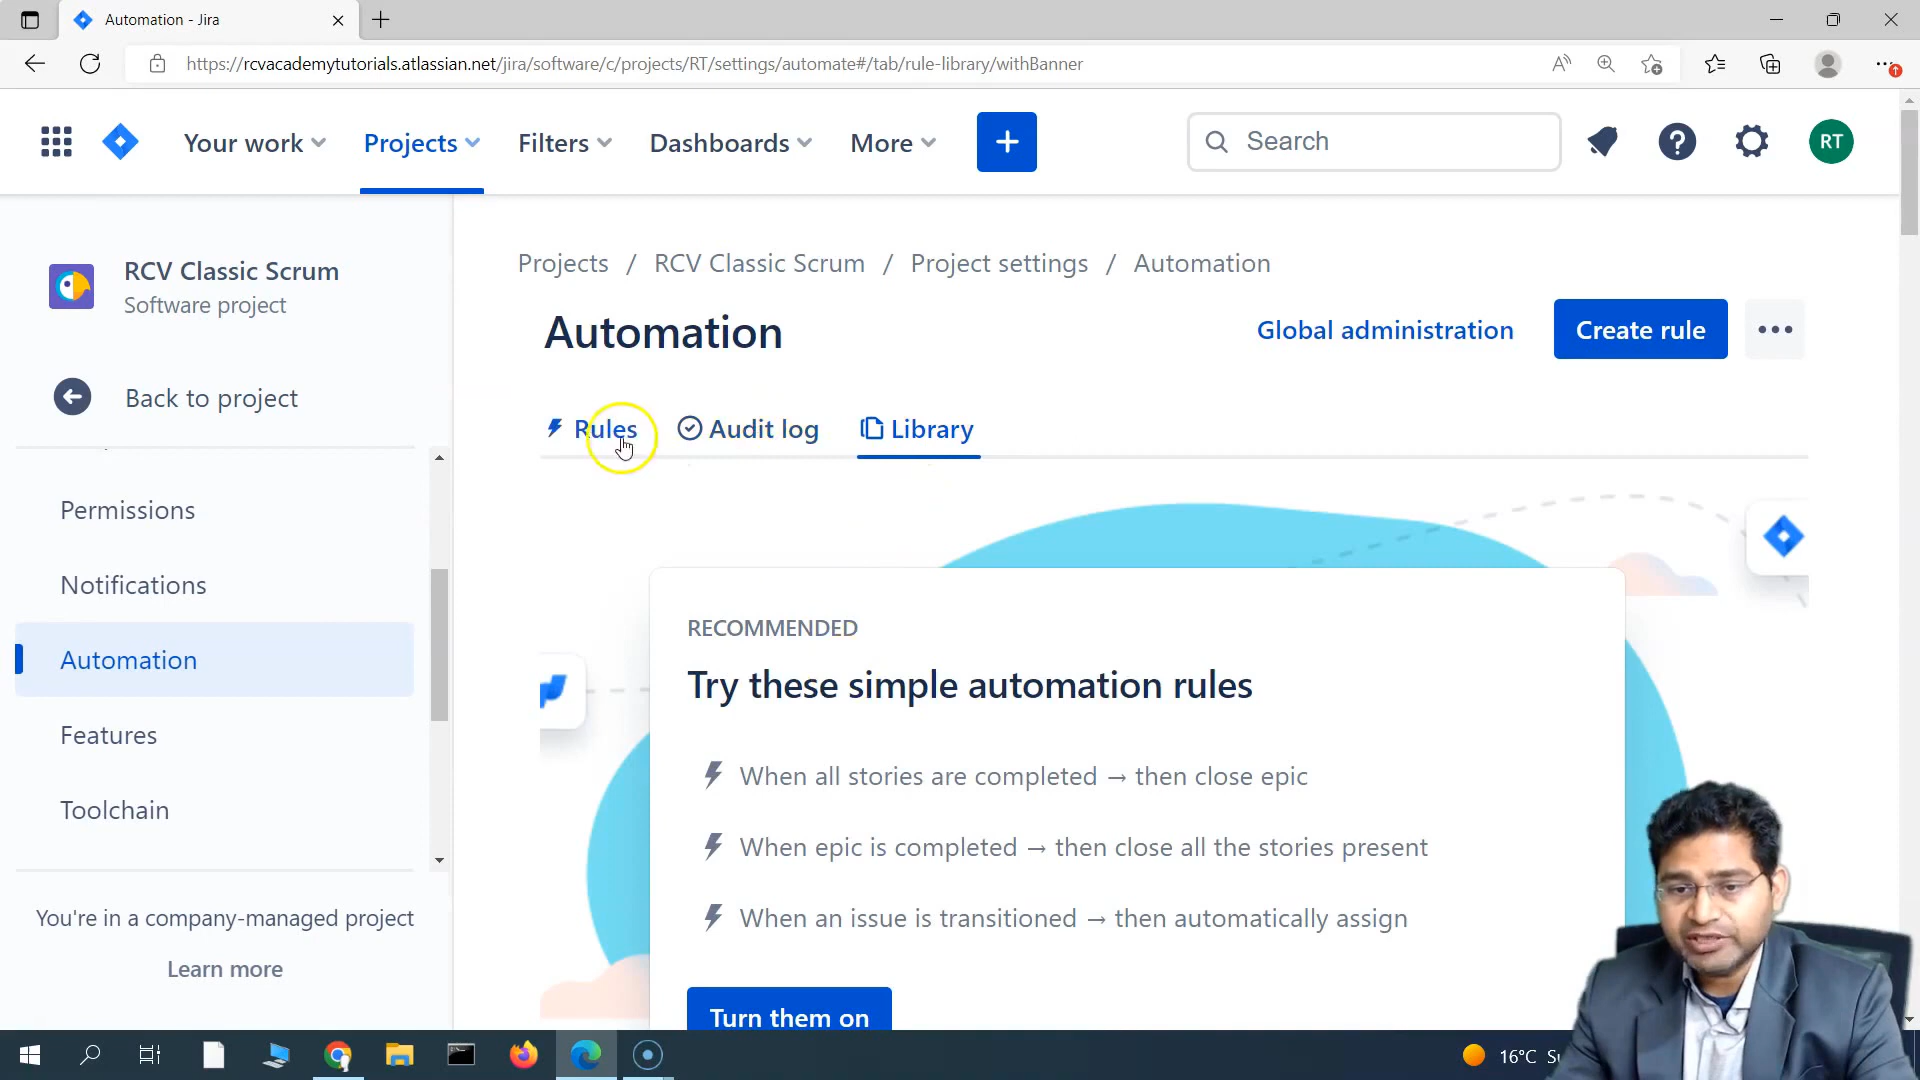 Automation - Jira
https://rcvacademytutorials.atlassian.net/jira/software/c/projects/RT/settings/automate#/tab/rule-library/withBanner
Your work
Projects
Filters
Dashboards
More
Search
RT
RCV Classic Scrum
Software project
Back to project
Permissions
Notifications
Automation
Features
Toolchain
You're in a company-managed project
Learn more
Projects / RCV Classic Scrum / Project settings / Automation
Automation
Global administration
Create rule
Rules
Audit log
Library
RECOMMENDED
Try these simple automation rules
When all stories are completed → then close epic
When epic is completed → then close all the stories present
When an issue is transitioned → then automatically assign
Turn them on
16°C